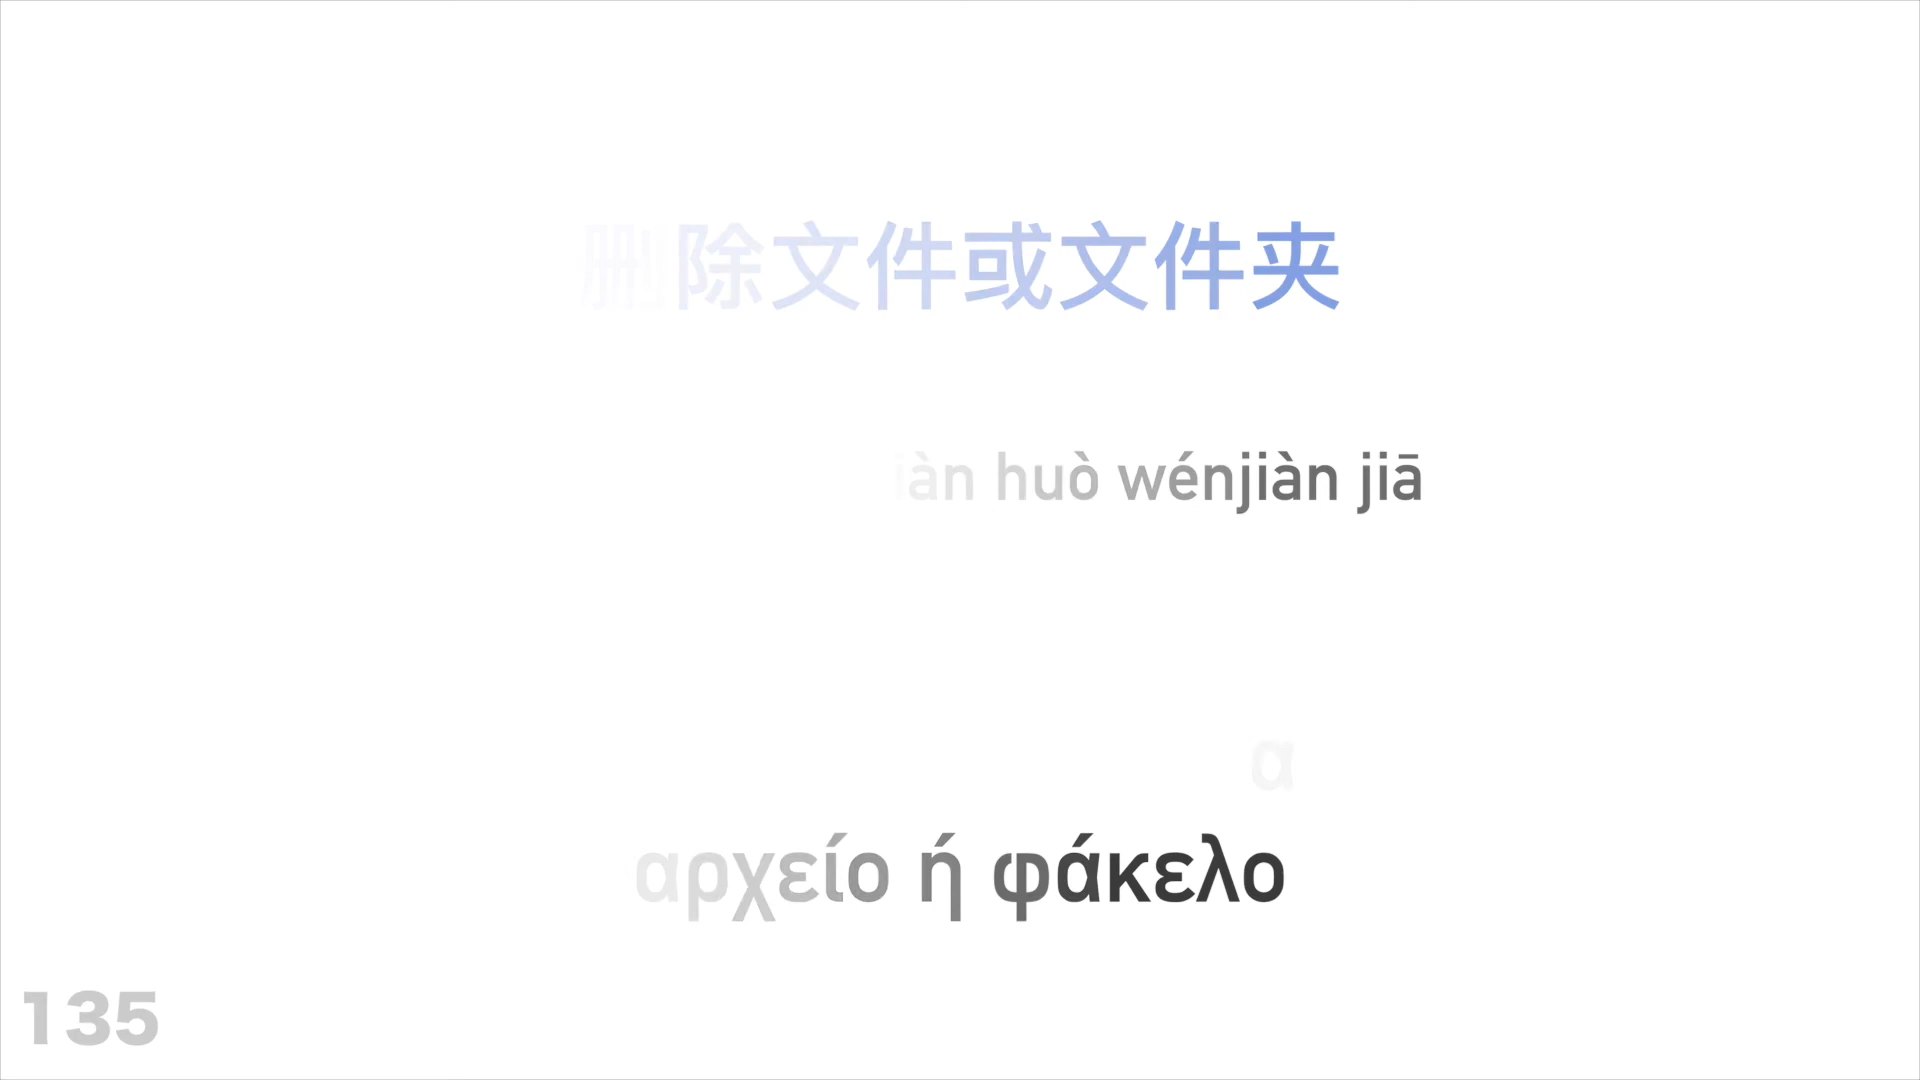 删除文件或文件夹
iàn huò wénjiàn jiā
α
αρχείο ή φάκελο
135